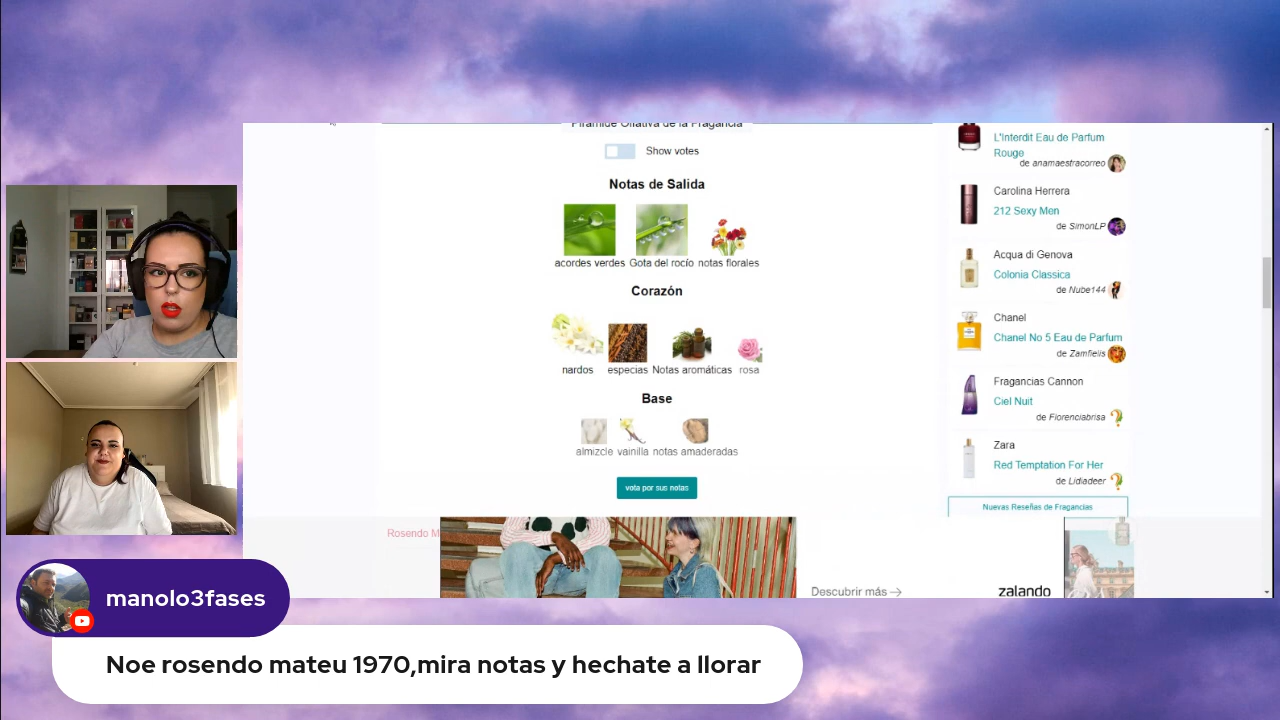 Pirámide Olfativa de la Fragancia
Show votes
Notas de Salida
acordes verdes Gota del rocío notas florales
Corazón
nardos especias Notas aromáticas rosa
Base
almizcle vainilla notas amaderadas
vota por sus notas
L'Interdit Eau de Parfum
Rouge
de anamaestracorreo
Carolina Herrera
212 Sexy Men
de SimonLP
Acqua di Genova
Colonia Classica
de Nube144
Chanel
Chanel No 5 Eau de Parfum
de Zamfielis
Fragancias Cannon
Ciel Nuit
de Florenciabrisa
Zara
Red Temptation For Her
de Lidiadeer
Nuevas Reseñas de Fragancias
Rosendo M
Descubrir más
zalando
manolo3fases
Noe rosendo mateu 1970,mira notas y hechate a llorar